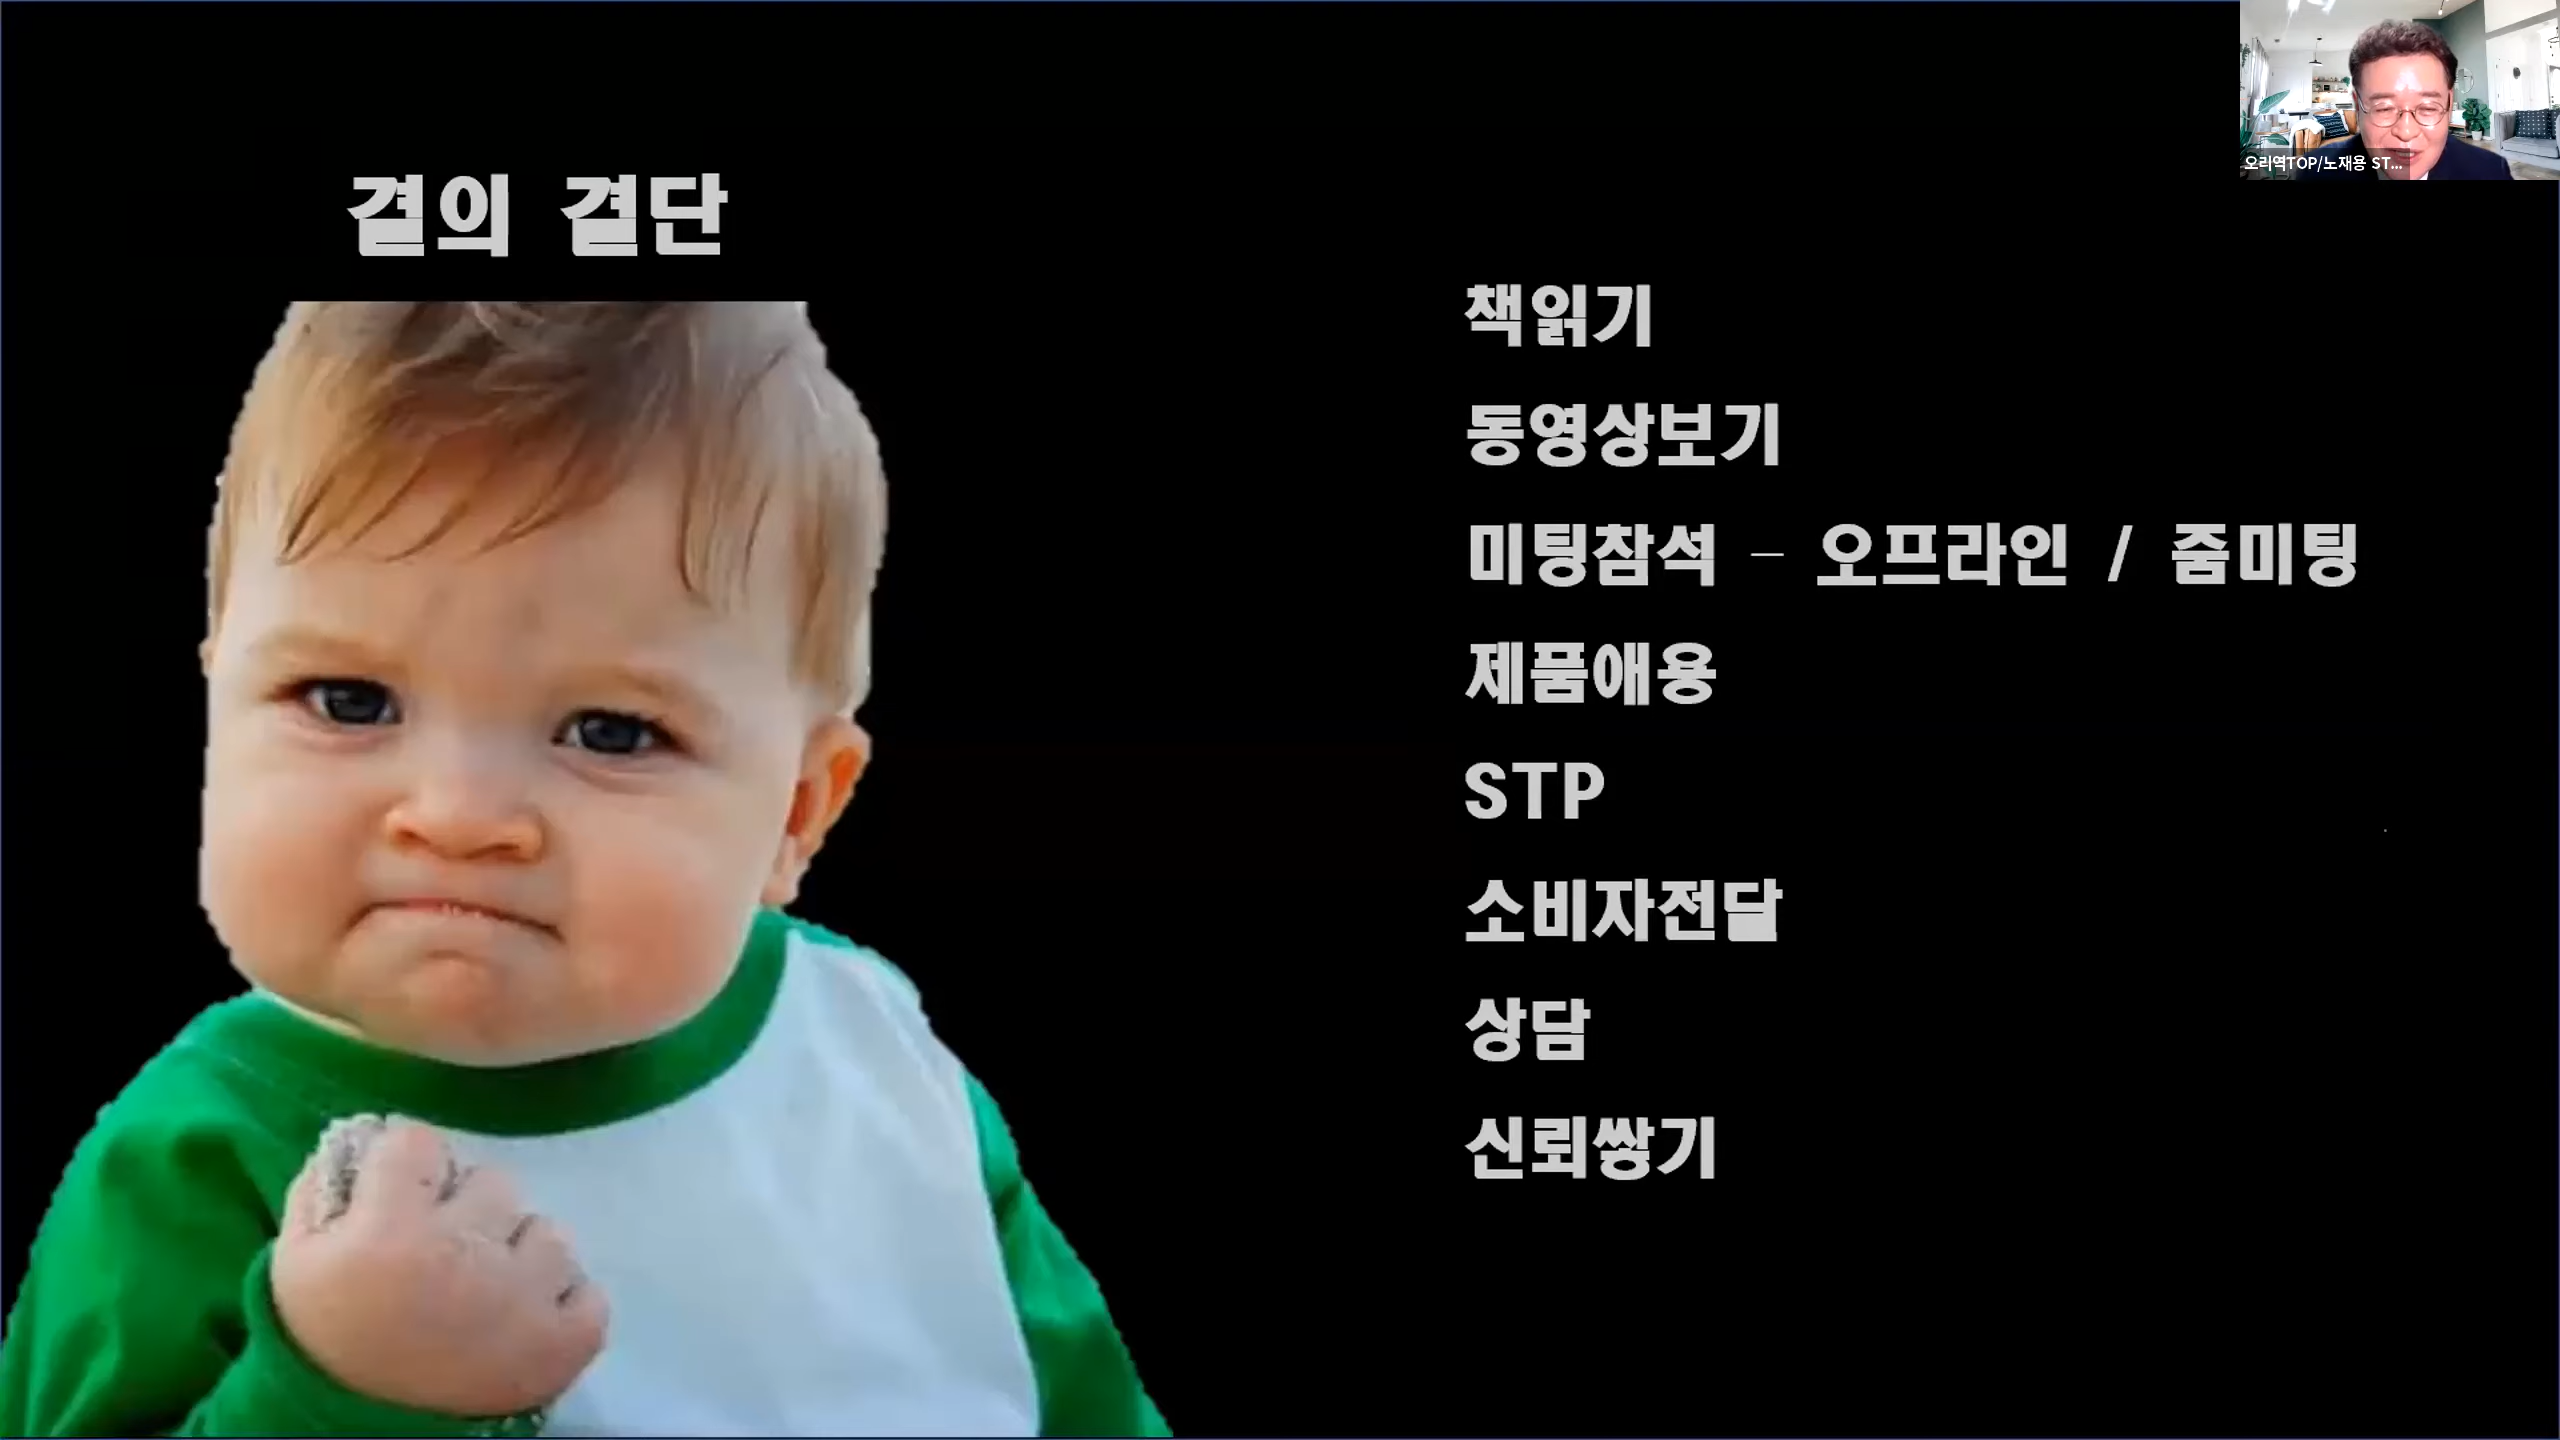 결의 결단
책읽기
동영상보기
미팅참석 – 오프라인 / 줌미팅
제품애용
STP
소비자전달
상담
신뢰쌓기
오리역TOP/노재용 ST...